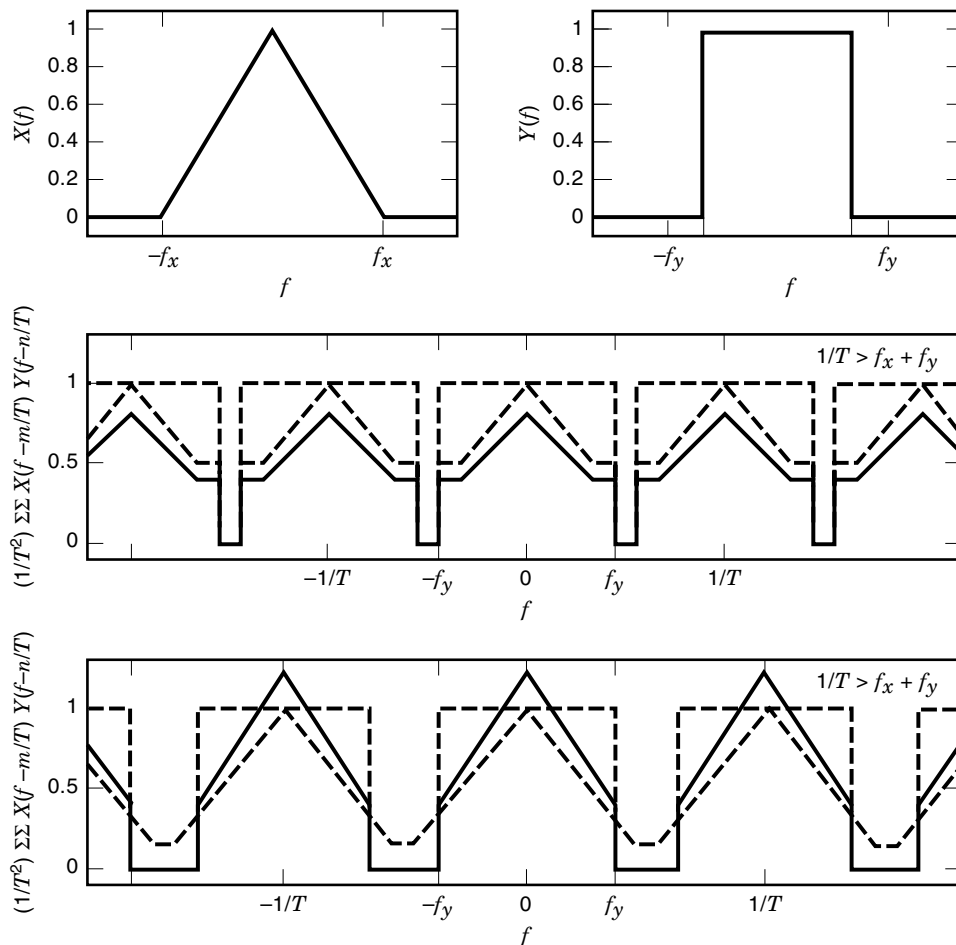 1
0.8
0.6
0.4
0.2
0
X(f)
–fx
fx
f
1
0.8
0.6
0.4
0.2
0
Y(f)
–fy
fy
f
(1/T²) ΣΣ X(f –m/T) Y(f–n/T)
1
0.5
0
1/T > fx + fy
–1/T
–fy
0
fy
1/T
f
(1/T²) ΣΣ X(f –m/T) Y(f–n/T)
1
0.5
0
1/T > fx + fy
–1/T
–fy
0
fy
1/T
f